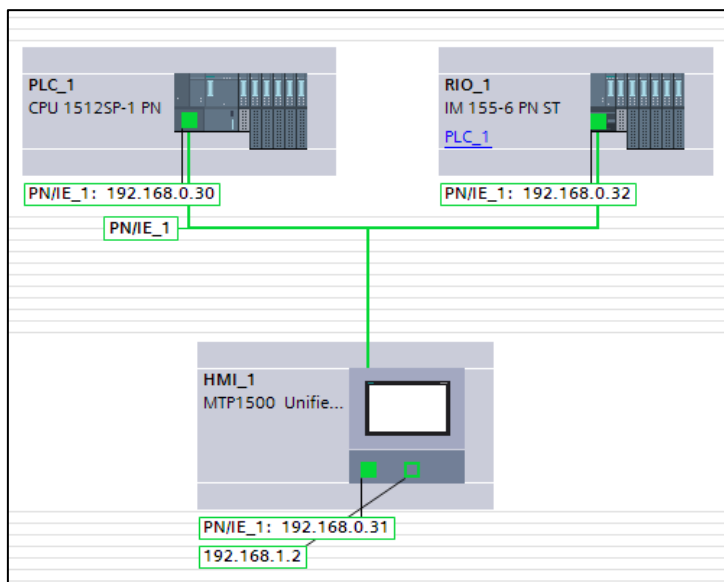 PLC_1
CPU 1512SP-1 PN
RIO_1
IM 155-6 PN ST
PLC_1
PN/IE_1: 192.168.0.30
PN/IE_1: 192.168.0.32
PN/IE_1
HMI_1
MTP1500 Unifie...
PN/IE_1: 192.168.0.31
192.168.1.2